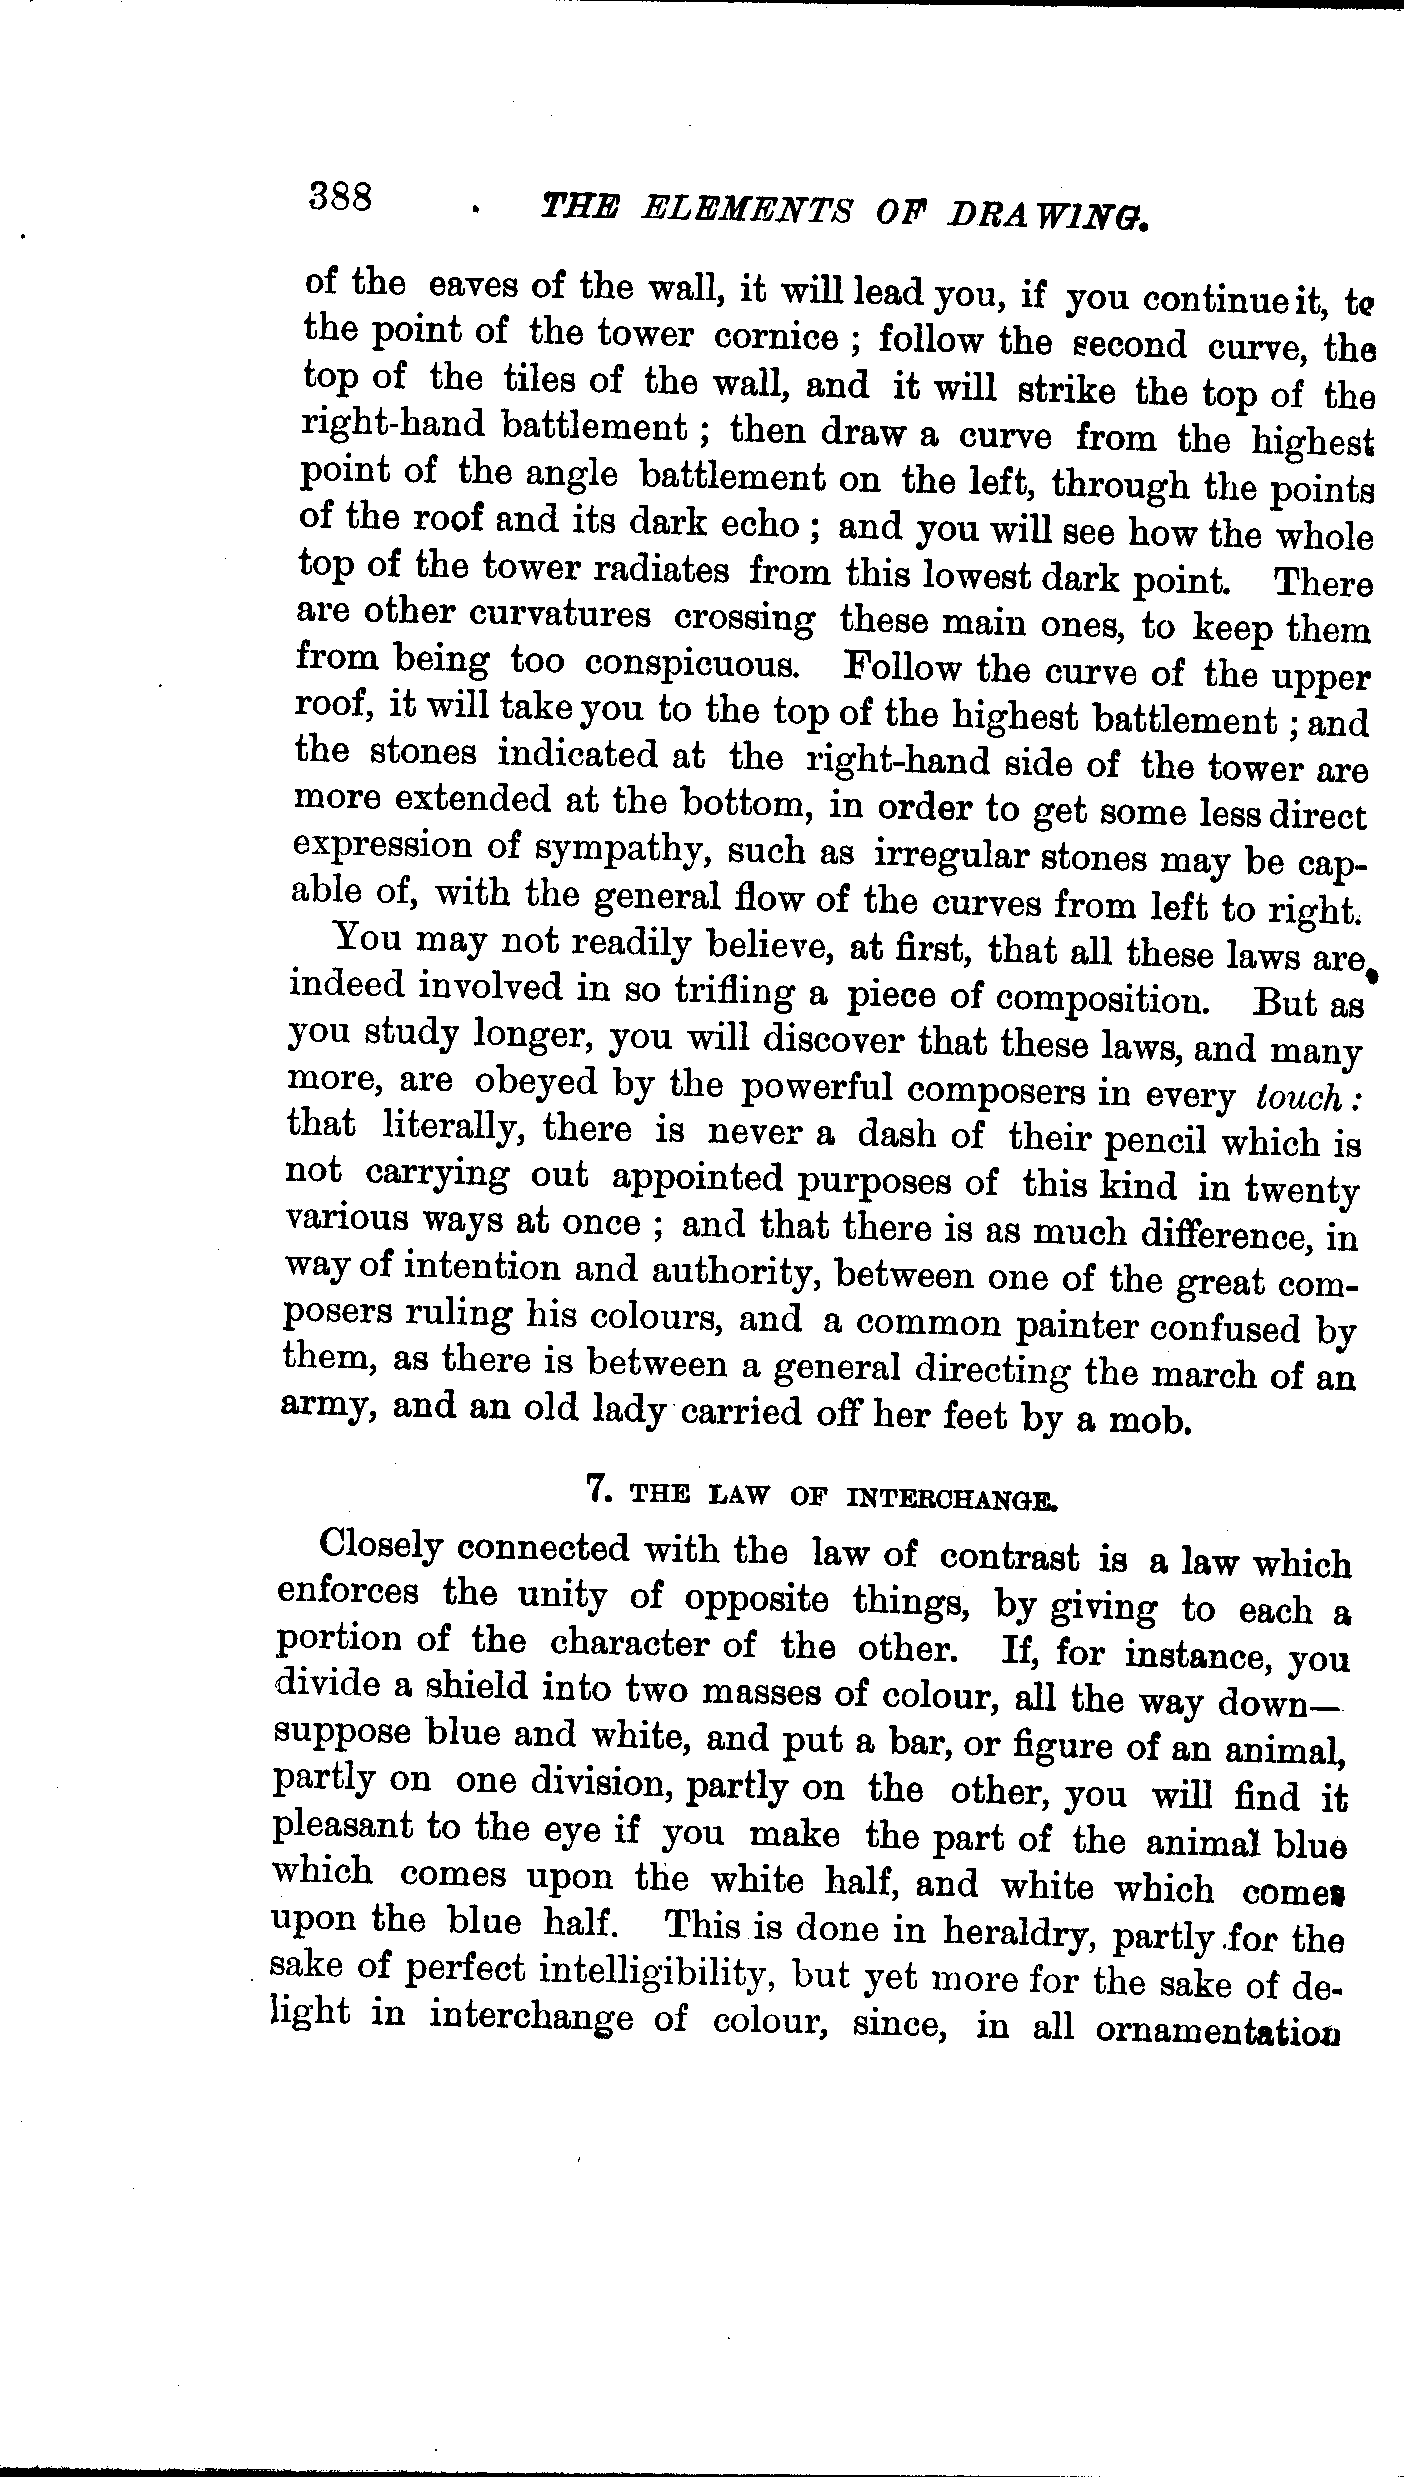 388 THE ELEMENTS OF DRAWING.
of the eaves of the wall, it will lead you, if you continue it, to
the point of the tower cornice ; follow the second curve, the
top of the tiles of the wall, and it will strike the top of the
right-hand battlement ; then draw a curve from the highest
point of the angle battlement on the left, through the points
of the roof and its dark echo ; and you will see how the whole
top of the tower radiates from this lowest dark point. There
are other curvatures crossing these main ones, to keep them
from being too conspicuous. Follow the curve of the upper
roof, it will take you to the top of the highest battlement ; and
the stones indicated at the right-hand side of the tower are
more extended at the bottom, in order to get some less direct
expression of sympathy, such as irregular stones may be cap-
able of, with the general flow of the curves from left to right.
You may not readily believe, at first, that all these laws are
indeed involved in so trifling a piece of composition. But as
you study longer, you will discover that these laws, and many
more, are obeyed by the powerful composers in every touch :
that literally, there is never a dash of their pencil which is
not carrying out appointed purposes of this kind in twenty
various ways at once ; and that there is as much difference, in
way of intention and authority, between one of the great com-
posers ruling his colours, and a common painter confused by
them, as there is between a general directing the march of an
army, and an old lady carried off her feet by a mob.
7. THE LAW OF INTERCHANGE.
Closely connected with the law of contrast is a law which
enforces the unity of opposite things, by giving to each a
portion of the character of the other. If, for instance, you
divide a shield into two masses of colour, all the way down—
suppose blue and white, and put a bar, or figure of an animal,
partly on one division, partly on the other, you will find it
pleasant to the eye if you make the part of the animal blue
which comes upon the white half, and white which comes
upon the blue half. This is done in heraldry, partly for the
sake of perfect intelligibility, but yet more for the sake of de-
light in interchange of colour, since, in all ornamentation